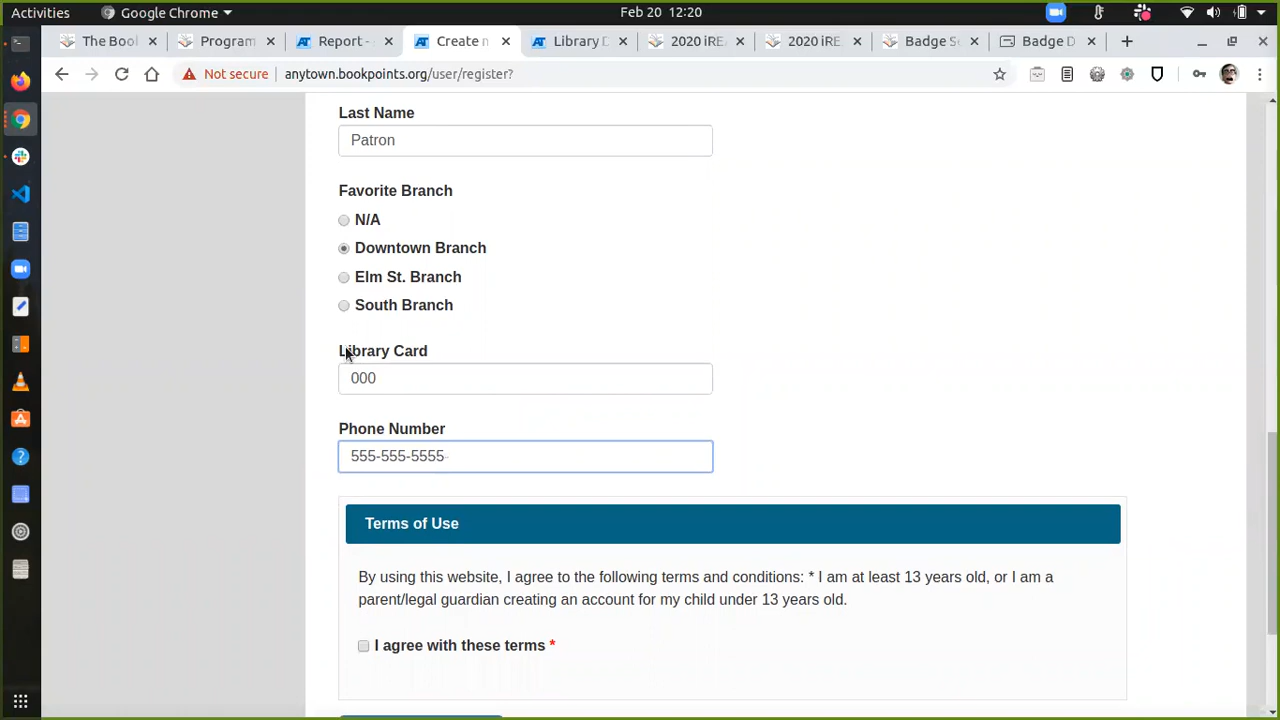 Activities
Google Chrome
Feb 20 12:20
The Bool
Program
Report -
Create n
Library D
2020 iRE
2020 iRE
Badge S
Badge D
Not secure
anytown.bookpoints.org/user/register?
Last Name
Patron
Favorite Branch
N/A
Downtown Branch
Elm St. Branch
South Branch
Library Card
000
Phone Number
555-555-5555
Terms of Use
By using this website, I agree to the following terms and conditions: * I am at least 13 years old, or I am a
parent/legal guardian creating an account for my child under 13 years old.
I agree with these terms *